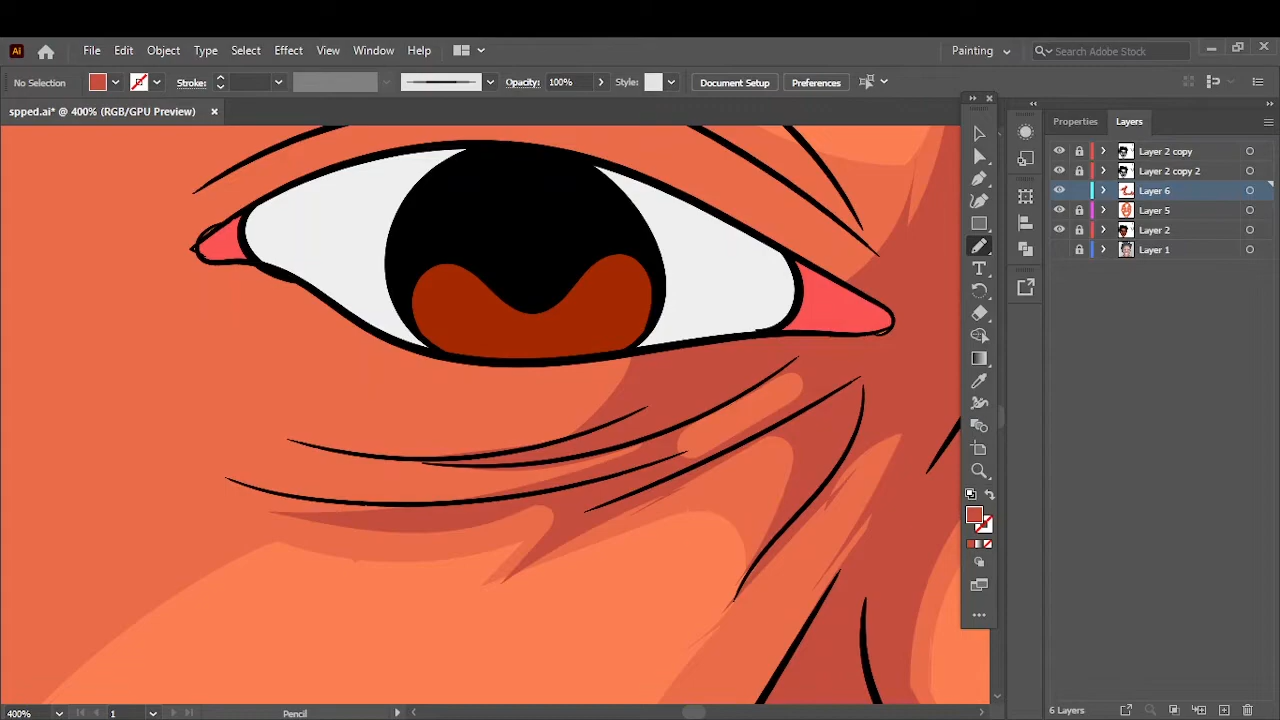 Ai File Edit Object Type Select Effect View Window Help Painting Search Adobe Stock
No Selection Stroke: Opacity: 100% Style: Document Setup Preferences
spped.ai* @ 400% (RGB/GPU Preview)
Properties Layers
Layer 2 copy
Layer 2 copy 2
Layer 6
Layer 5
Layer 2
Layer 1
400% 1 Pencil 6 Layers